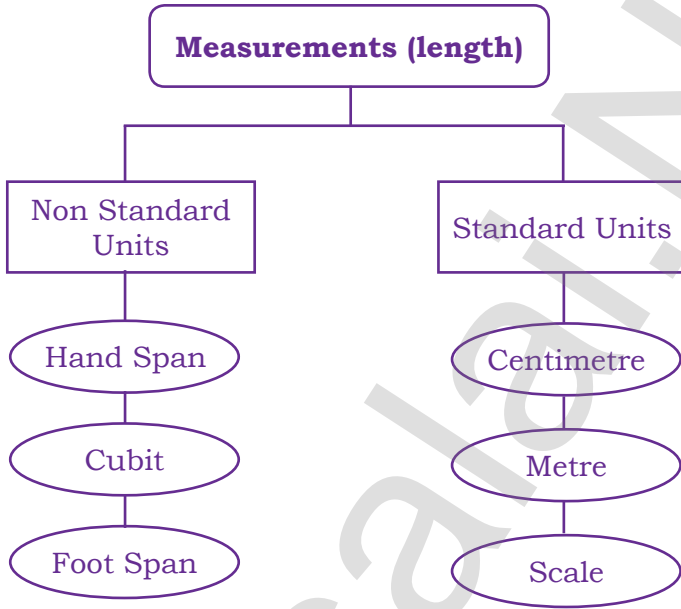 Measurements (length)
Non Standard
Units
Standard Units
Hand Span
Centimetre
Cubit
Metre
Foot Span
Scale